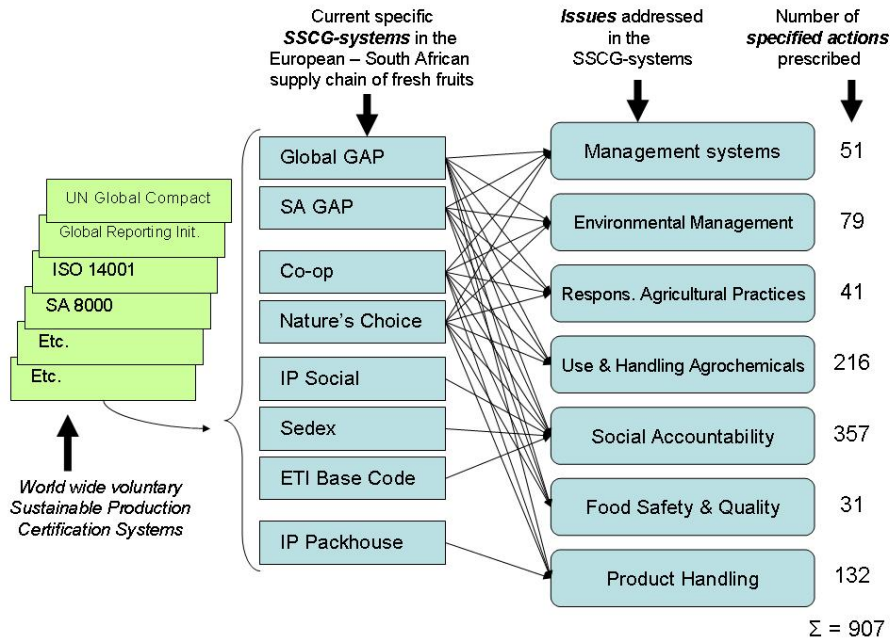 Current specific
SSCG-systems in the
European – South African
supply chain of fresh fruits
Issues addressed
in the
SSCG-systems
Number of
specified actions
prescribed
UN Global Compact
Global Reporting Init.
ISO 14001
SA 8000
Etc.
Etc.
World wide voluntary
Sustainable Production
Certification Systems
Global GAP
SA GAP
Co-op
Nature's Choice
IP Social
Sedex
ETI Base Code
IP Packhouse
Management systems 51
Environmental Management 79
Respons. Agricultural Practices 41
Use & Handling Agrochemicals 216
Social Accountability 357
Food Safety & Quality 31
Product Handling 132
Σ = 907